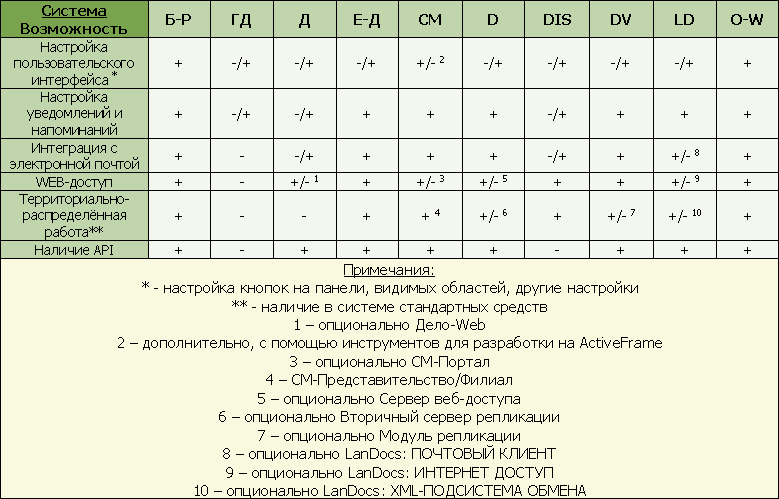 Система Возможность Б-Р ГД Д Е-Д СМ D DIS DV LD O-W
Настройка пользовательского интерфейса * + -/+ -/+ -/+ +/- 2 -/+ -/+ -/+ -/+ +
Настройка уведомлений и напоминаний + -/+ -/+ + + + -/+ + + +
Интеграция с электронной почтой + - -/+ + + + -/+ + +/- 8 +
WEB-доступ + - +/- 1 + +/- 3 +/- 5 + + +/- 9 +
Территориально-распределённая работа** + - - + + 4 +/- 6 + +/- 7 +/- 10 +
Наличие API + - + + + + - + + +
Примечания:
* - настройка кнопок на панели, видимых областей, другие настройки
** - наличие в системе стандартных средств
1 – опционально Дело-Web
2 – дополнительно, с помощью инструментов для разработки на ActiveFrame
3 – опционально СМ-Портал
4 – СМ-Представительство/Филиал
5 – опционально Сервер веб-доступа
6 – опционально Вторичный сервер репликации
7 – опционально Модуль репликации
8 – опционально LanDocs: ПОЧТОВЫЙ КЛИЕНТ
9 – опционально LanDocs: ИНТЕРНЕТ ДОСТУП
10 – опционально LanDocs: XML-ПОДСИСТЕМА ОБМЕНА